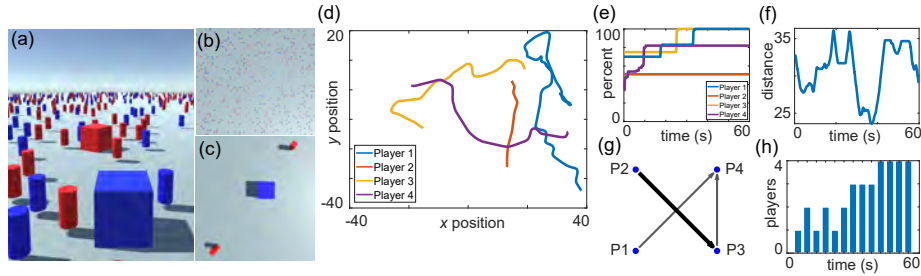 (a)
(b)
(c)
(d)
20
y position
-40
-40
x position
40
Player 1
Player 2
Player 3
Player 4
(e)
100
percent
0
0
time (s)
60
Player 1
Player 2
Player 3
Player 4
(f)
35
distance
25
0
time (s)
60
(g)
P2
P4
P1
P3
(h)
4
players
0
0
time (s)
60